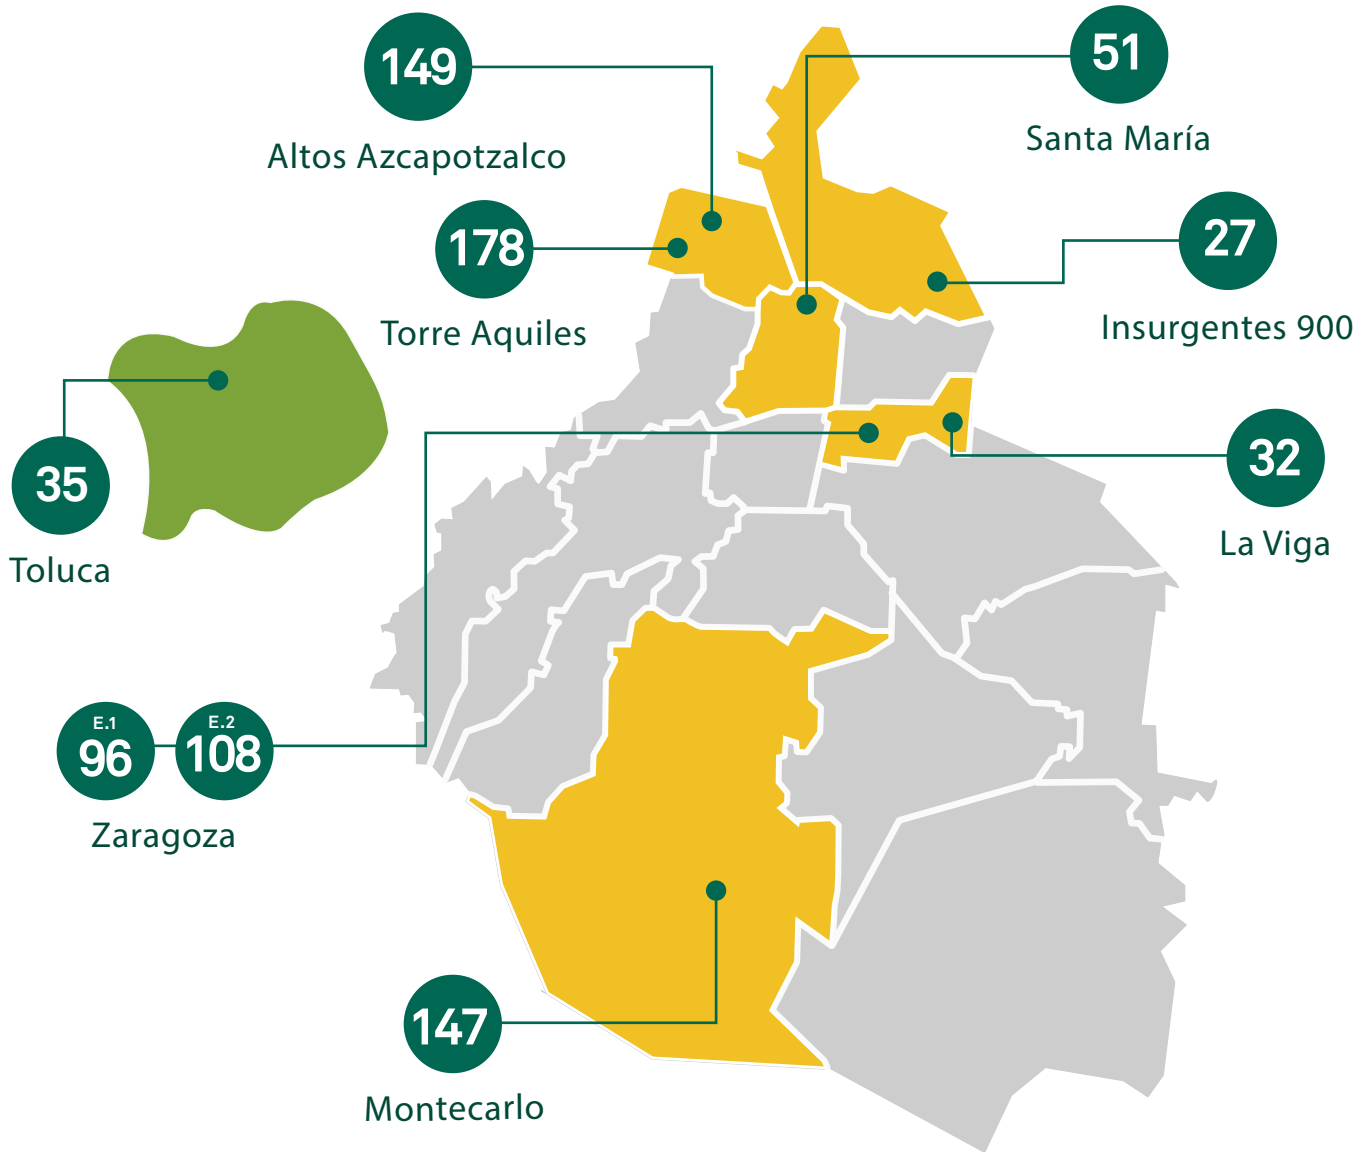 149
Altos Azcapotzalco
51
Santa María
178
Torre Aquiles
27
Insurgentes 900
35
Toluca
32
La Viga
E.1
96
E.2
108
Zaragoza
147
Montecarlo